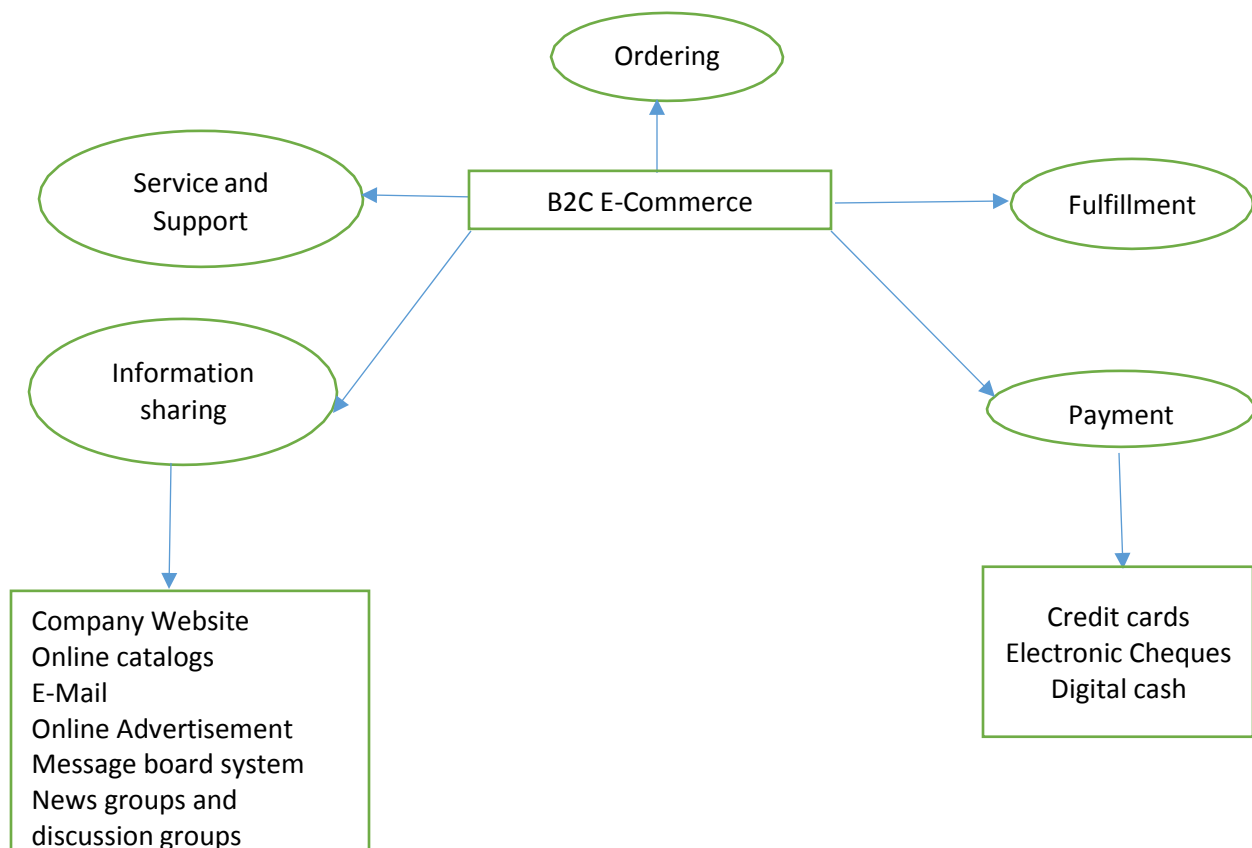 Ordering
Service and
Support
B2C E-Commerce
Fulfillment
Information
sharing
Payment
Company Website
Online catalogs
E-Mail
Online Advertisement
Message board system
News groups and
discussion groups
Credit cards
Electronic Cheques
Digital cash